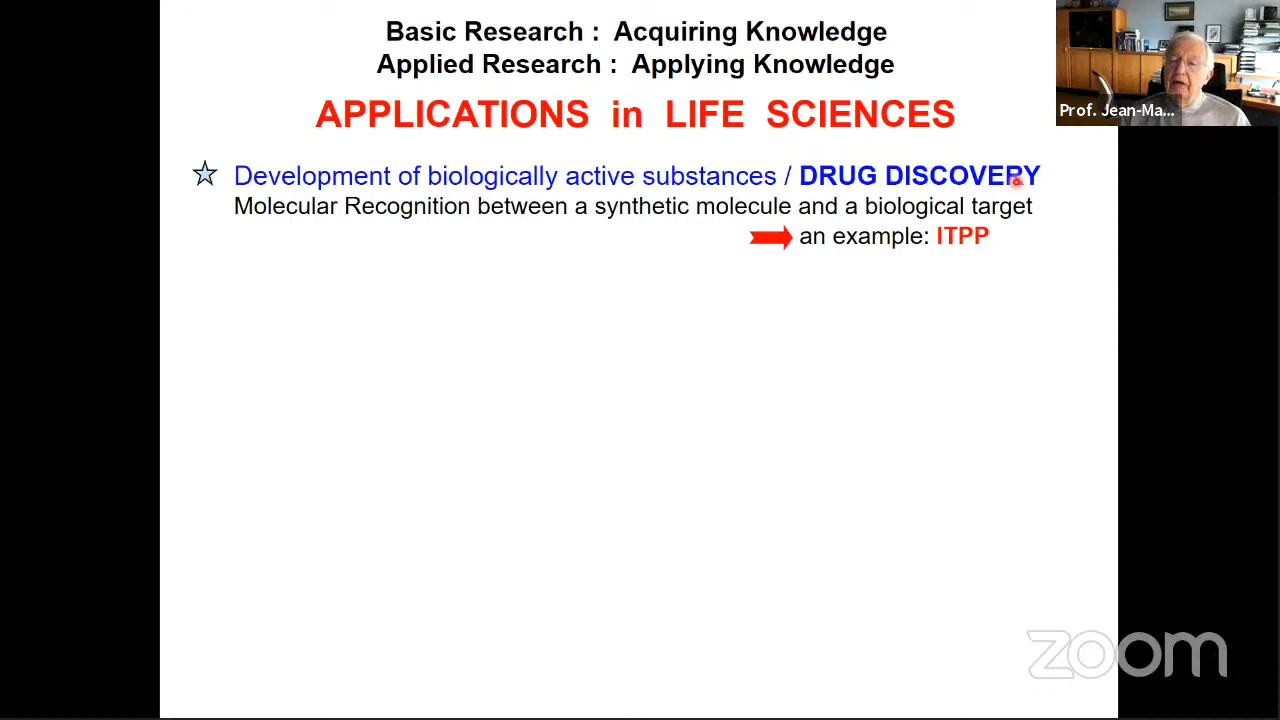 Basic Research : Acquiring Knowledge
Applied Research : Applying Knowledge
APPLICATIONS in LIFE SCIENCES
Development of biologically active substances / DRUG DISCOVERY
Molecular Recognition between a synthetic molecule and a biological target
an example: ITPP
Prof. Jean-Ma...
zoom